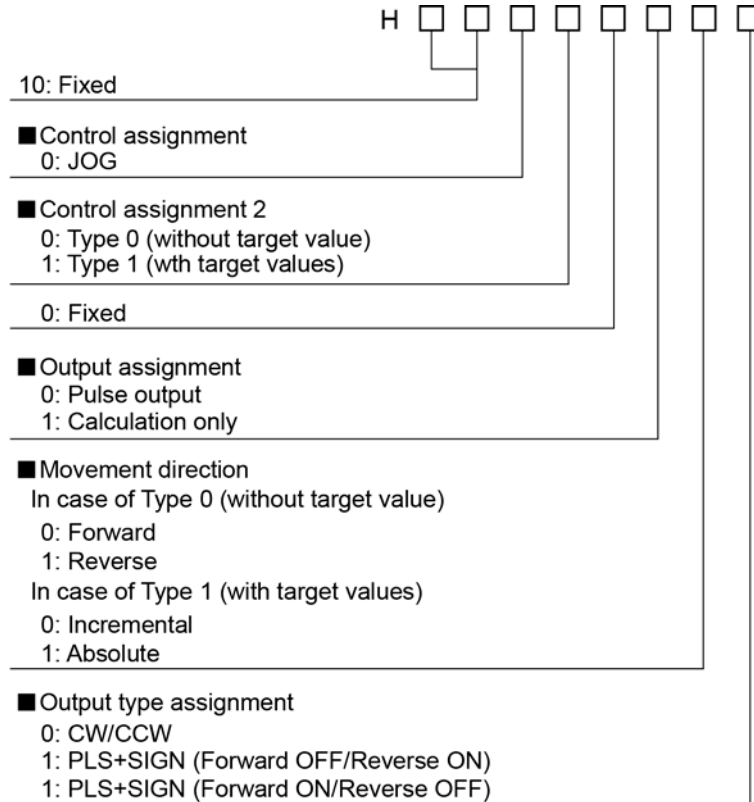 H □ □ □ □ □ □ □ □
10: Fixed
■ Control assignment
0: JOG
■ Control assignment 2
0: Type 0 (without target value)
1: Type 1 (wth target values)
0: Fixed
■ Output assignment
0: Pulse output
1: Calculation only
■ Movement direction
In case of Type 0 (without target value)
0: Forward
1: Reverse
In case of Type 1 (with target values)
0: Incremental
1: Absolute
■ Output type assignment
0: CW/CCW
1: PLS+SIGN (Forward OFF/Reverse ON)
1: PLS+SIGN (Forward ON/Reverse OFF)